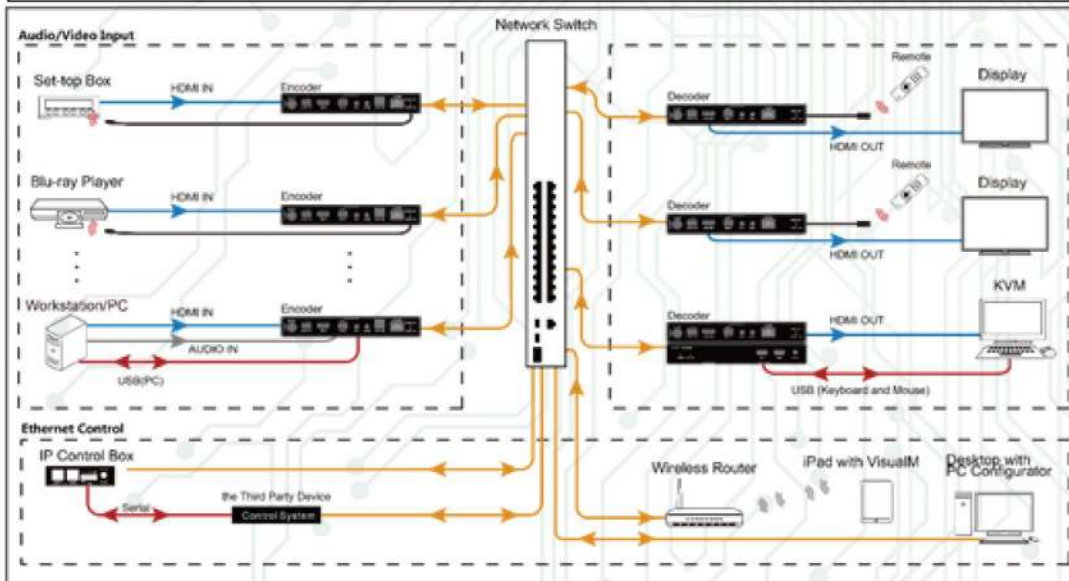 Network Switch
Audio/Video Input
Set-top Box
HDMI IN
Encoder
Blu-ray Player
HDMI IN
Encoder
Workstation/PC
HDMI IN
Encoder
AUDIO IN
USB(PC)
Remote
Decoder
Display
HDMI OUT
Remote
Decoder
Display
HDMI OUT
KVM
Decoder
HDMI OUT
USB (Keyboard and Mouse)
Ethernet Control
IP Control Box
Serial
the Third Party Device
Control System
Wireless Router
iPad with VisualM
Desktop with
PC Configurator